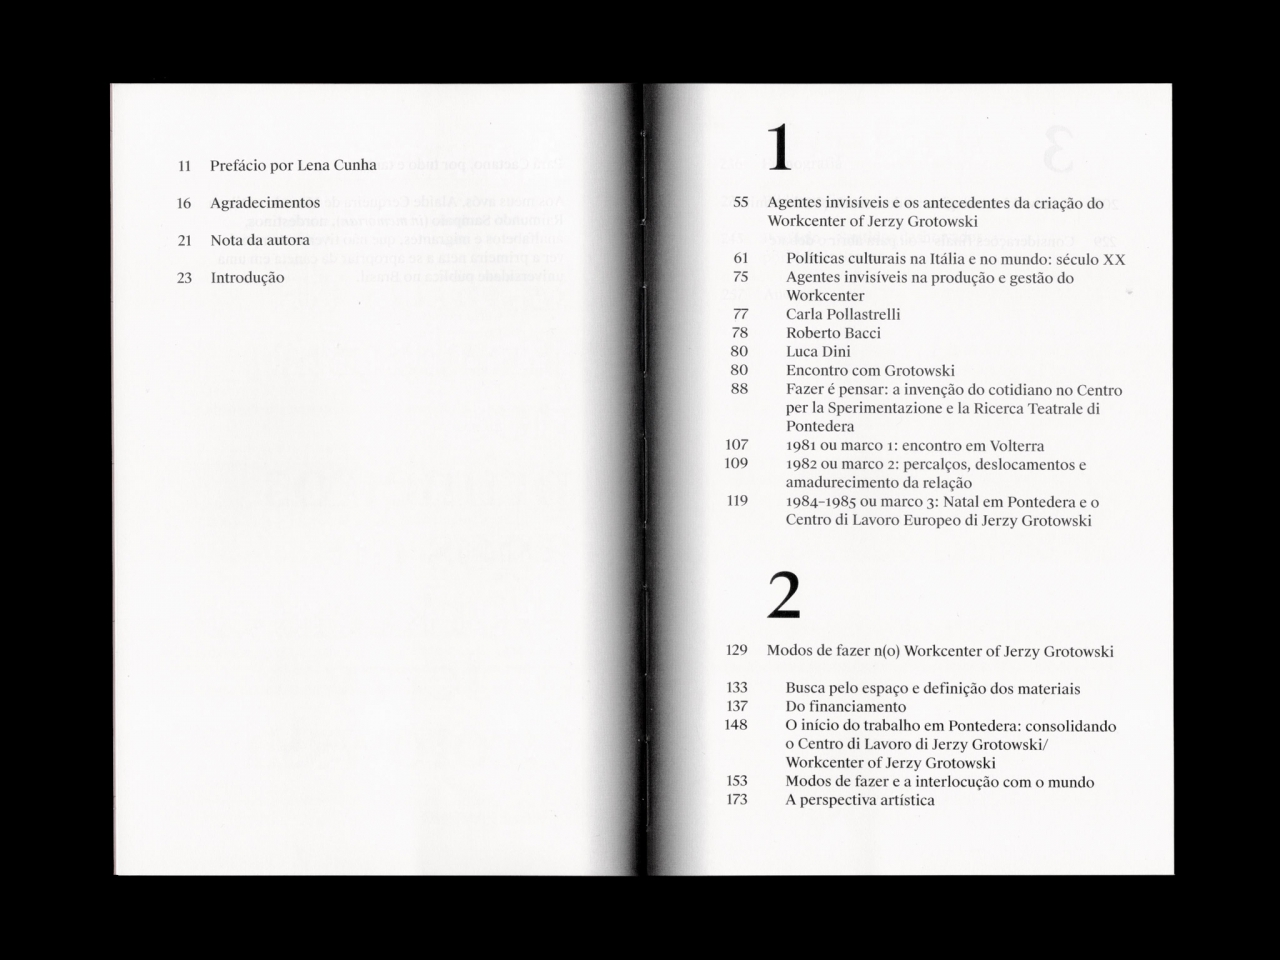 11 Prefácio por Lena Cunha
16 Agradecimentos
21 Nota da autora
23 Introdução
1
55 Agentes invisíveis e os antecedentes da criação do
Workcenter of Jerzy Grotowski
61 Políticas culturais na Itália e no mundo: século XX
75 Agentes invisíveis na produção e gestão do
Workcenter
77 Carla Pollastrelli
78 Roberto Bacci
80 Luca Dini
80 Encontro com Grotowski
88 Fazer é pensar: a invenção do cotidiano no Centro
per la Sperimentazione e la Ricerca Teatrale di
Pontedera
107 1981 ou marco 1: encontro em Volterra
109 1982 ou marco 2: percalços, deslocamentos e
amadurecimento da relação
119 1984–1985 ou marco 3: Natal em Pontedera e o
Centro di Lavoro Europeo di Jerzy Grotowski
2
129 Modos de fazer n(o) Workcenter of Jerzy Grotowski
133 Busca pelo espaço e definição dos materiais
137 Do financiamento
148 O início do trabalho em Pontedera: consolidando
o Centro di Lavoro di Jerzy Grotowski/
Workcenter of Jerzy Grotowski
153 Modos de fazer e a interlocução com o mundo
173 A perspectiva artística